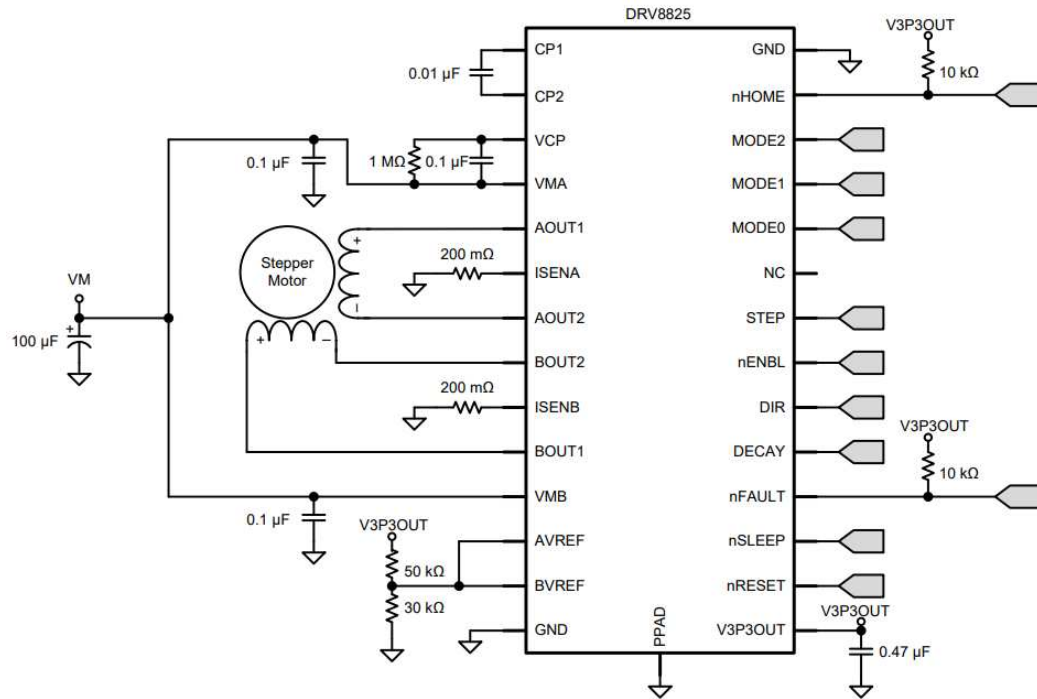 DRV8825
V3P3OUT
CP1
GND
0.01 µF
10 kΩ
CP2
nHOME
VCP
MODE2
0.1 µF
1 MΩ
0.1 µF
VMA
MODE1
AOUT1
MODE0
+
200 mΩ
Stepper
Motor
ISENA
NC
VM
–
AOUT2
STEP
+
100 µF
+
–
BOUT2
nENBL
200 mΩ
ISENB
DIR
V3P3OUT
BOUT1
DECAY
10 kΩ
VMB
nFAULT
0.1 µF
V3P3OUT
AVREF
nSLEEP
50 kΩ
BVREF
nRESET
30 kΩ
V3P3OUT
GND
PPAD
V3P3OUT
0.47 µF